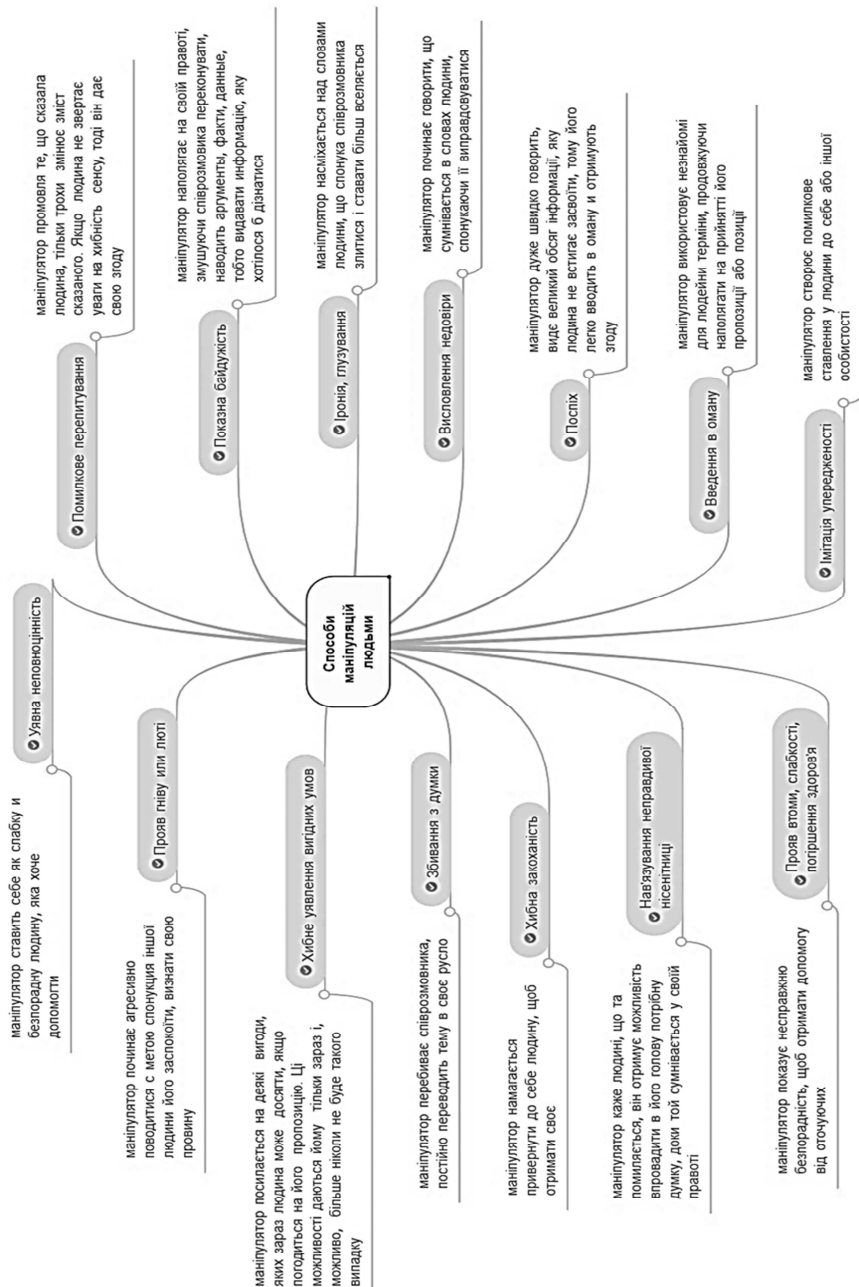 Способи
маніпуляцій
людьми
Уявна неповноцінність
маніпулятор ставить себе як слабку и
безпорадну людину, яка хоче
допомогти
Прояв гніву или люті
маніпулятор починає агресивно
поводитися с метою спонукція іншої
людини його заспокоїти, визнати свою
провину
Хибне уявлення вигідних умов
маніпулятор посилається на деякі вигоди,
яких зараз людина може досягти, якщо
погодиться на його пропозицію. Ці
можливості даються йому тільки зараз і,
можливо, більше ніколи не буде такого
випадку
Збивання з думки
маніпулятор перебиває співрозмовника,
постійно переводить тему в своє русло
Хибна закоханість
маніпулятор намагається
привернути до себе людину, щоб
отримати своє
Нав'язування неправдивої
нісенітниці
маніпулятор каже людині, що та
помиляється, він отримує можливість
впровадити в його голову потрібну
думку, доки той сумнівається у своїй
правоті
Прояв втоми, слабкості,
погіршення здоров'я
маніпулятор показує несправжню
безпорадність, щоб отримати допомогу
від оточуючих
Помилкове перепитування
маніпулятор промовля те, що сказала
людина, тільки трохи змінює зміст
сказаного. Якщо людина не звертає
уваги на хибність сенсу, тоді він дає
свою згоду
Показна байдужість
маніпулятор наполягає на своїй правоті,
змушуючи співрозмовика переконувати,
наводить аргументы, факти, данные,
тобто видавати информацію, яку
хотілося б дізнатися
Іронія, глузування
маніпулятор насміхається над словами
людини, що спонука співрозмовника
злитися і ставати більш вселяється
Висловлення недовіри
маніпулятор починає говорити, що
сумнівається в словах людини,
спонукаючи її виправдовуватися
Поспіх
маніпулятор дуже швидко говорить,
видє великий обсяг інформації, яку
людина не встигає засвоїти, тому його
легко вводить в оману и отримують
згоду
Введення в оману
маніпулятор використовує незнайомі
для людейни терміни, продовжуючи
наполягати на прийнятті його
пропозиції або позиції
Імітація упередженості
маніпулятор створює помилкове
ставлення у людини до себе або іншої
особистості